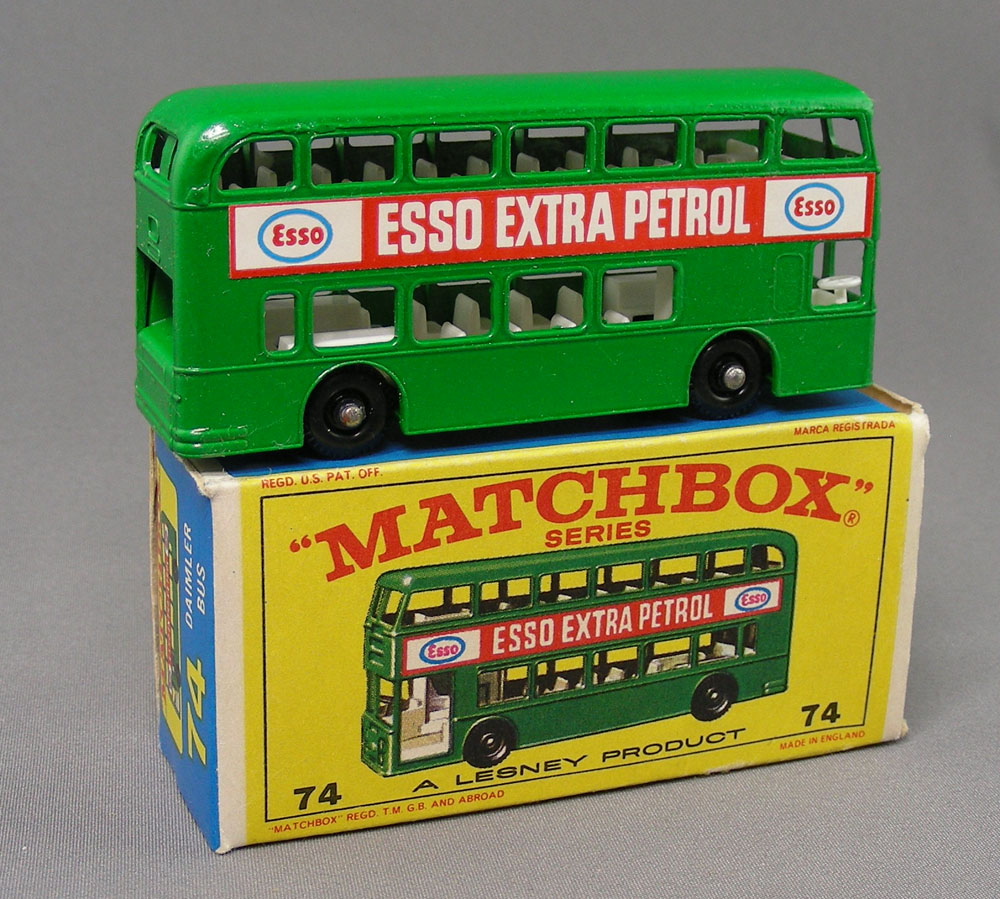 Esso ESSO EXTRA PETROL Esso
REGD. U.S. PAT. OFF.
MARCA REGISTRADA
"MATCHBOX"®
SERIES
Esso ESSO EXTRA PETROL Esso
74
A LESNEY PRODUCT
74
"MATCHBOX" REGD. T.M. G.B. AND ABROAD
MADE IN ENGLAND
DAIMLER
BUS
74